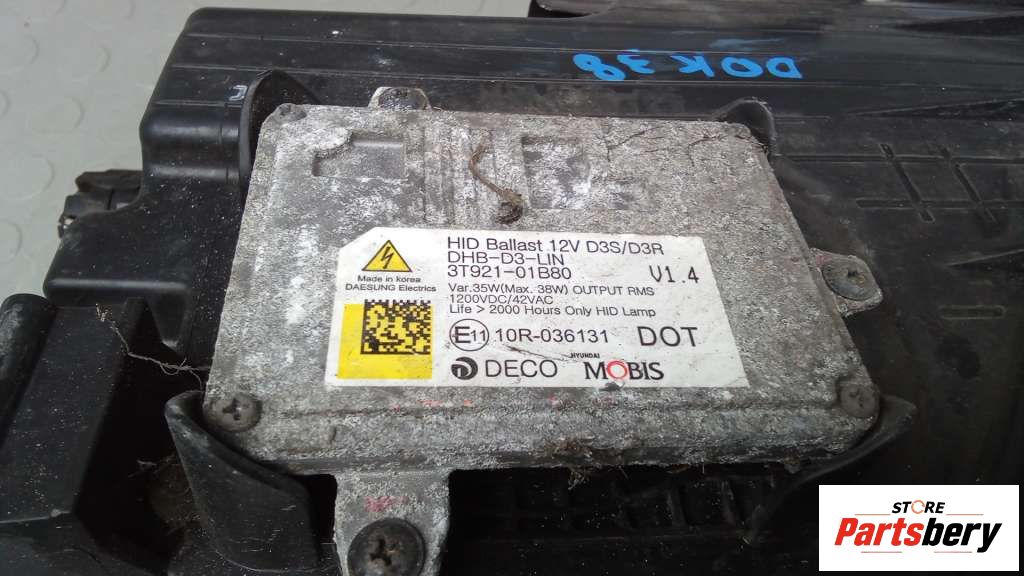 DOK38
HID Ballast 12V D3S/D3R
DHB-D3-LIN
3T921-01B80 V1.4
Made in korea
DAESUNG Electrics
Var.35W(Max. 38W) OUTPUT RMS
1200VDC/42VAC
Life > 2000 Hours Only HID Lamp
E11 10R-036131 DOT
DECO HYUNDAI MOBIS
STORE
Partsbery